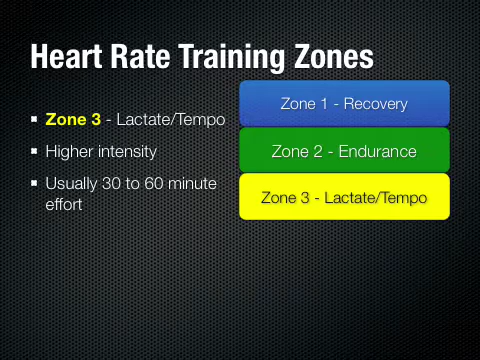 Heart Rate Training Zones
Zone 3 - Lactate/Tempo
Higher intensity
Usually 30 to 60 minute
effort
Zone 1 - Recovery
Zone 2 - Endurance
Zone 3 - Lactate/Tempo